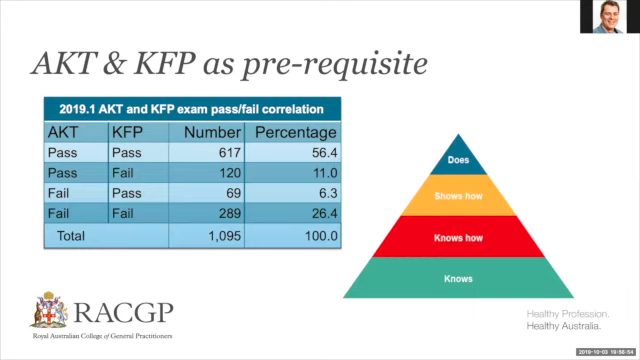 AKT & KFP as pre-requisite
2019.1 AKT and KFP exam pass/fail correlation
AKT KFP Number Percentage
Pass Pass 617 56.4
Pass Fail 120 11.0
Fail Pass 69 6.3
Fail Fail 289 26.4
Total 1,095 100.0
Does
Shows how
Knows how
Knows
RACGP
Royal Australian College of General Practitioners
Healthy Profession.
Healthy Australia.
2019-10-03 19:56:54